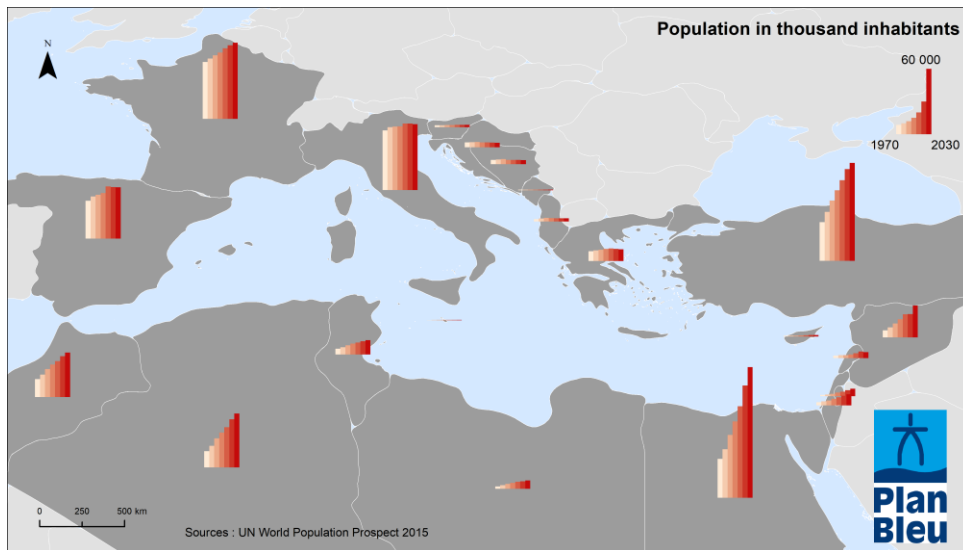 Population in thousand inhabitants
N
60 000
1970 2030
0 250 500 km
Sources : UN World Population Prospect 2015
Plan
Bleu